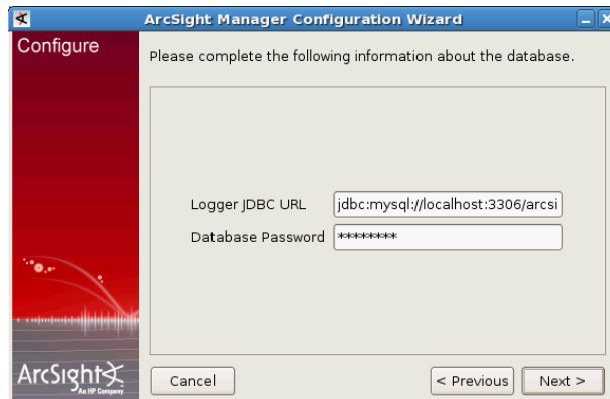 ArcSight Manager Configuration Wizard
Configure
Please complete the following information about the database.
Logger JDBC URL jdbc:mysql://localhost:3306/arcsi
Database Password ********
ArcSight
An HP Company
Cancel < Previous Next >